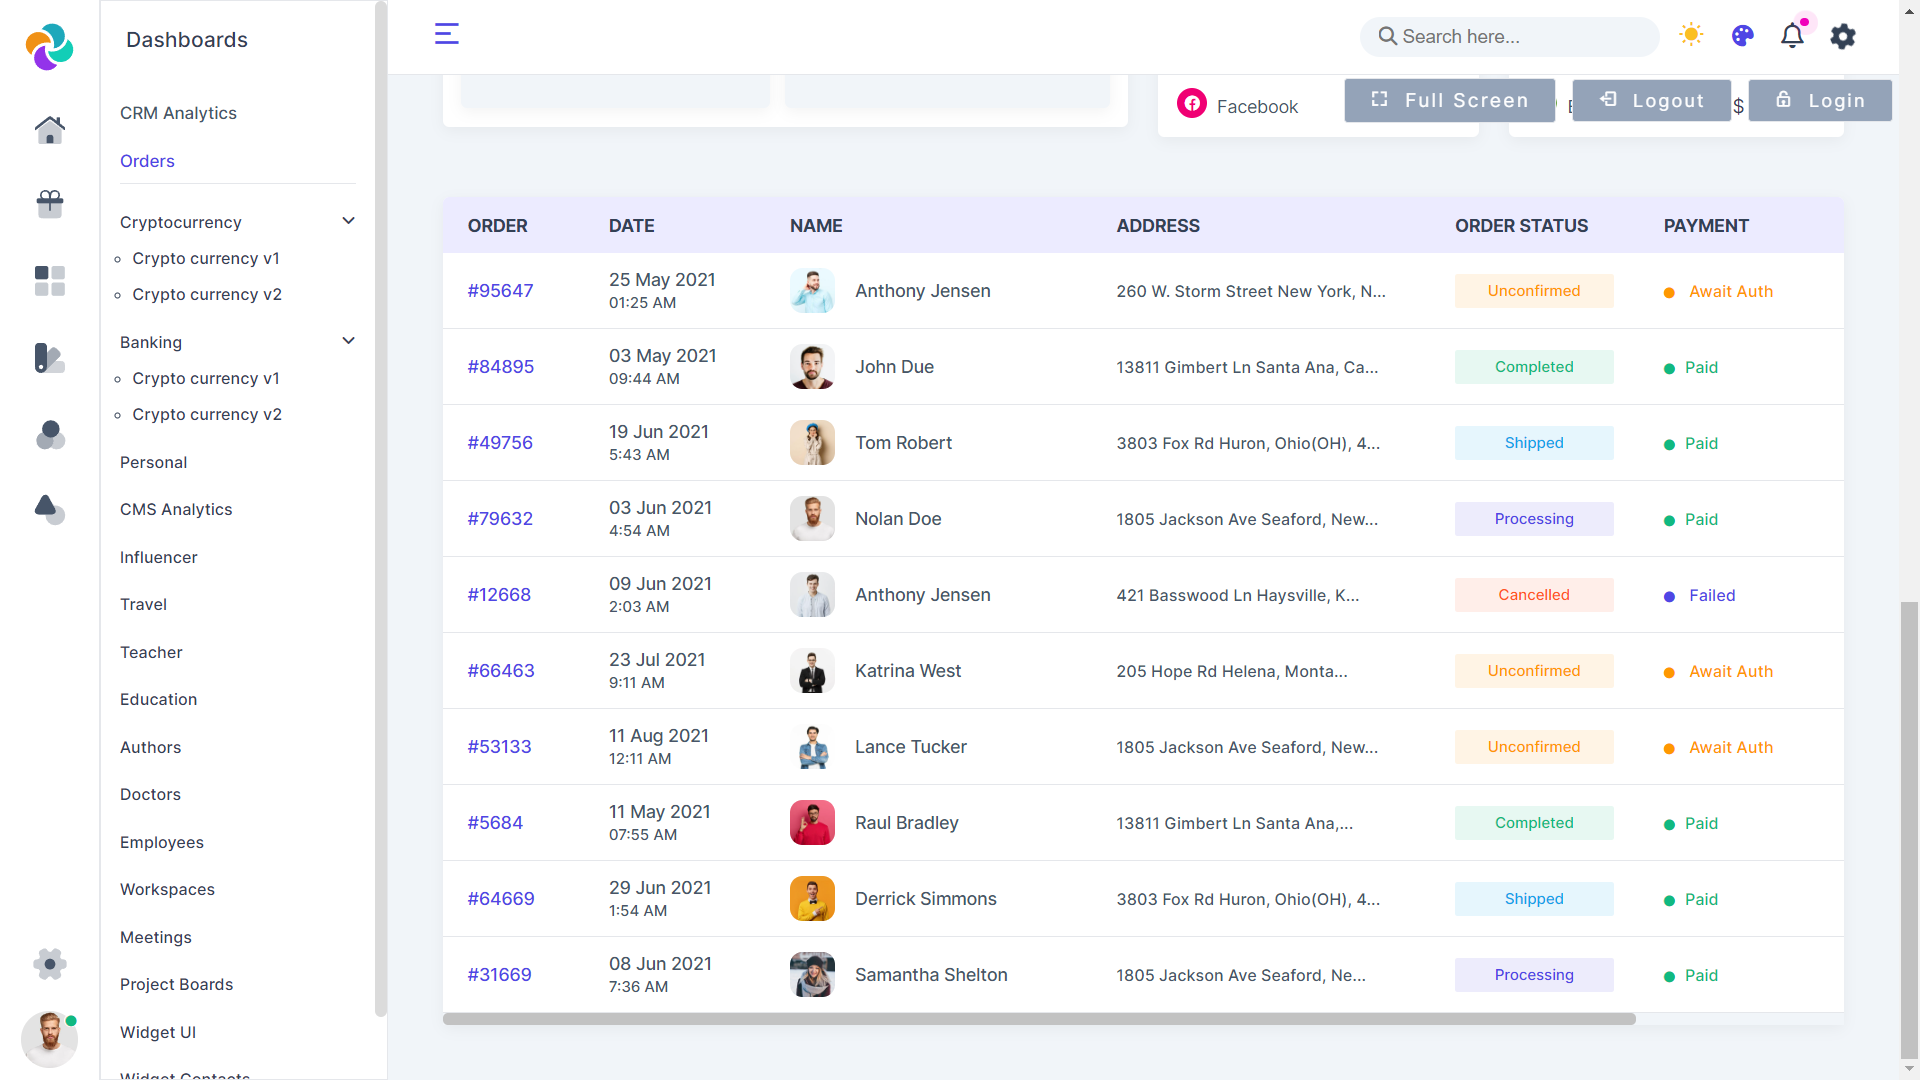 Dashboards
Search here...
CRM Analytics
Orders
Cryptocurrency
Crypto currency v1
Crypto currency v2
Banking
Crypto currency v1
Crypto currency v2
Personal
CMS Analytics
Influencer
Travel
Teacher
Education
Authors
Doctors
Employees
Workspaces
Meetings
Project Boards
Widget UI
Widget Contacts
Facebook
Full Screen
Logout
$
Login
ORDER DATE NAME ADDRESS ORDER STATUS PAYMENT
#95647 25 May 2021 01:25 AM Anthony Jensen 260 W. Storm Street New York, N... Unconfirmed Await Auth
#84895 03 May 2021 09:44 AM John Due 13811 Gimbert Ln Santa Ana, Ca... Completed Paid
#49756 19 Jun 2021 5:43 AM Tom Robert 3803 Fox Rd Huron, Ohio(OH), 4... Shipped Paid
#79632 03 Jun 2021 4:54 AM Nolan Doe 1805 Jackson Ave Seaford, New... Processing Paid
#12668 09 Jun 2021 2:03 AM Anthony Jensen 421 Basswood Ln Haysville, K... Cancelled Failed
#66463 23 Jul 2021 9:11 AM Katrina West 205 Hope Rd Helena, Monta... Unconfirmed Await Auth
#53133 11 Aug 2021 12:11 AM Lance Tucker 1805 Jackson Ave Seaford, New... Unconfirmed Await Auth
#5684 11 May 2021 07:55 AM Raul Bradley 13811 Gimbert Ln Santa Ana,... Completed Paid
#64669 29 Jun 2021 1:54 AM Derrick Simmons 3803 Fox Rd Huron, Ohio(OH), 4... Shipped Paid
#31669 08 Jun 2021 7:36 AM Samantha Shelton 1805 Jackson Ave Seaford, Ne... Processing Paid